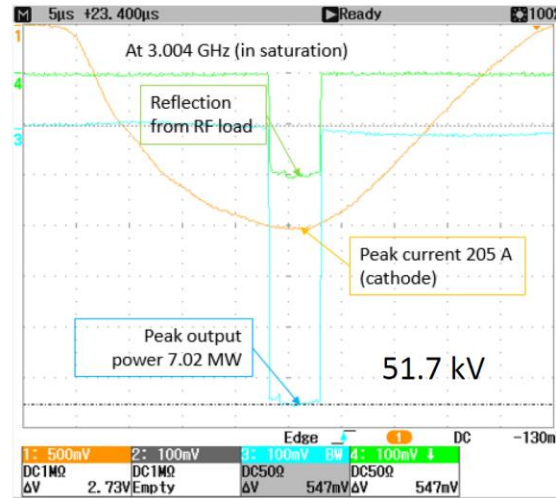 M 5μs +23.400μs Ready 100%
1
At 3.004 GHz (in saturation)
4
Reflection
from RF load
3
Peak current 205 A
(cathode)
Peak output
power 7.02 MW
51.7 kV
Edge 1 DC -130m
1: 500mV 2: 100mV 3: 100mV BW 4: 100mV
DC1MΩ DC1MΩ DC50Ω DC50Ω
ΔV 2.73V Empty ΔV 547mV ΔV 547mV